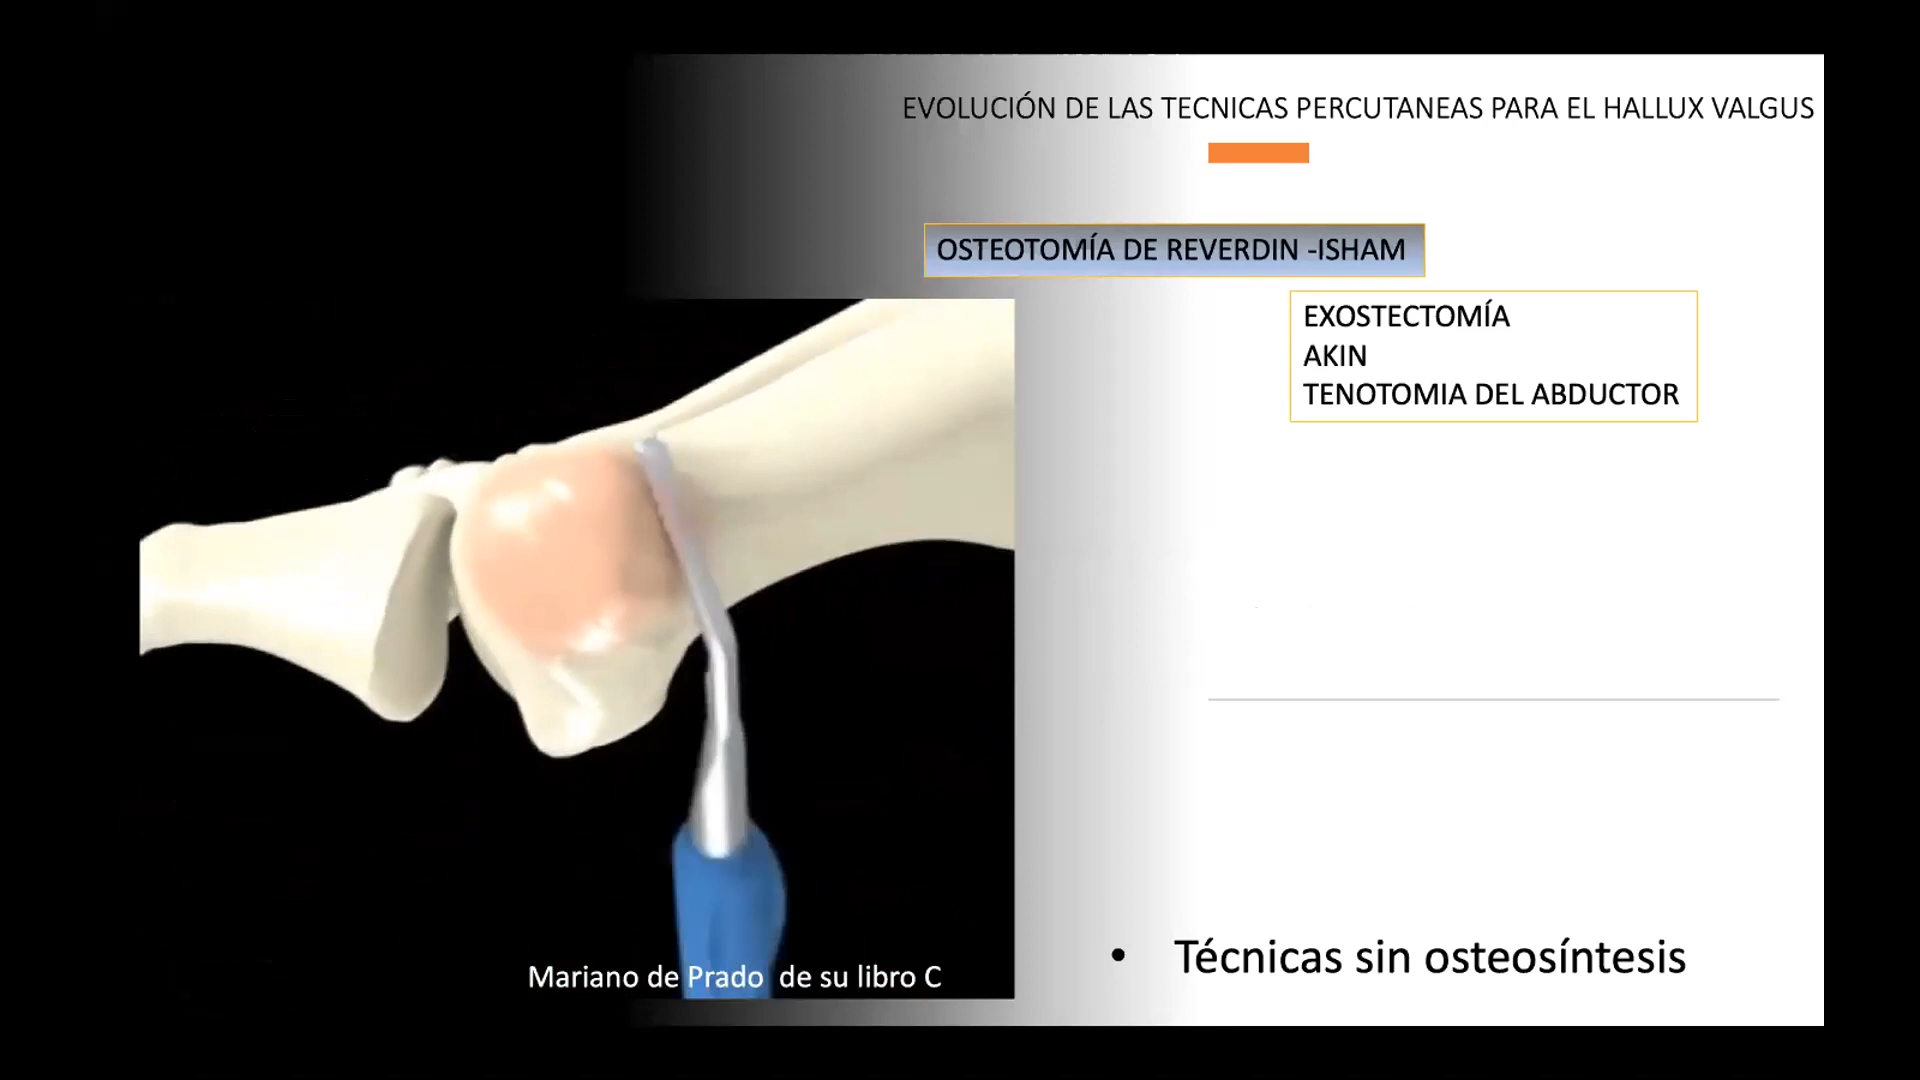 EVOLUCIÓN DE LAS TECNICAS PERCUTANEAS PARA EL HALLUX VALGUS
OSTEOTOMÍA DE REVERDIN -ISHAM
EXOSTECTOMÍA
AKIN
TENOTOMIA DEL ABDUCTOR
Mariano de Prado de su libro C
• Técnicas sin osteosíntesis